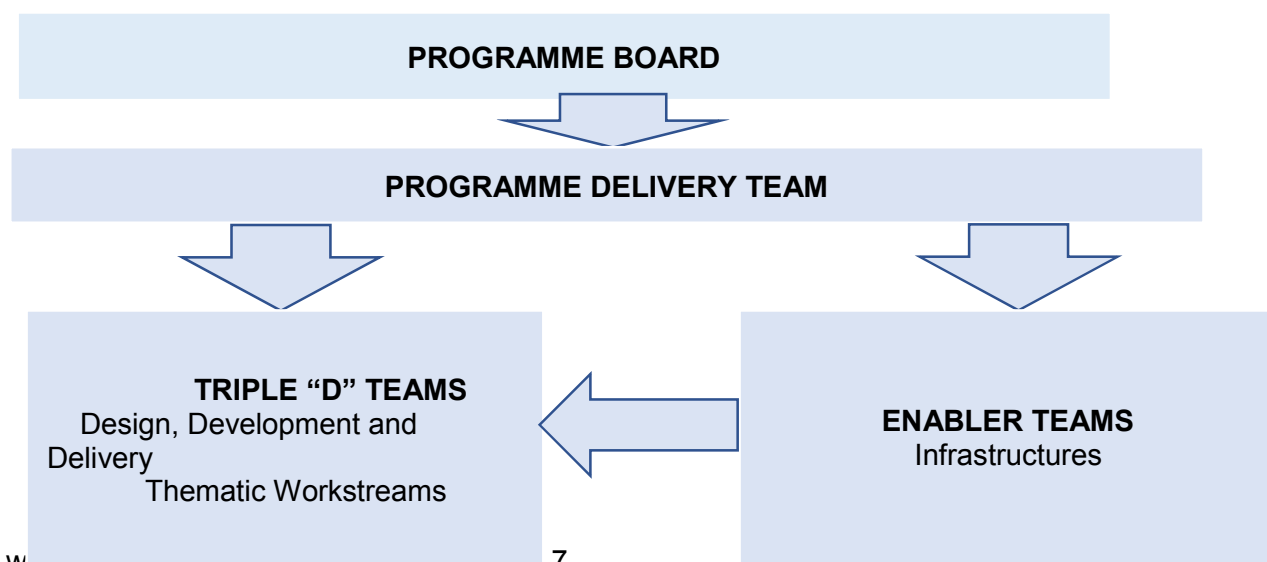 PROGRAMME BOARD
PROGRAMME DELIVERY TEAM
TRIPLE “D” TEAMS
Design, Development and
Delivery
Thematic Workstreams
ENABLER TEAMS
Infrastructures